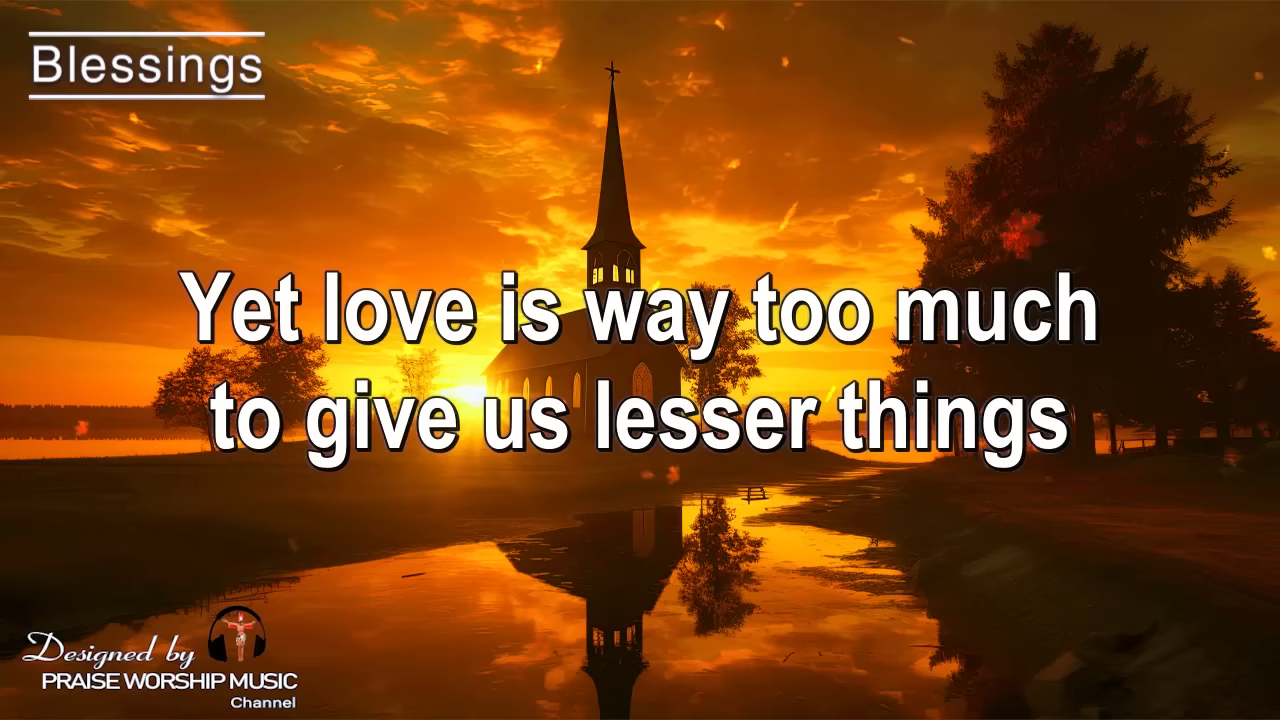 Blessings
Yet love is way too much
to give us lesser things
Designed by
PRAISE WORSHIP MUSIC
Channel